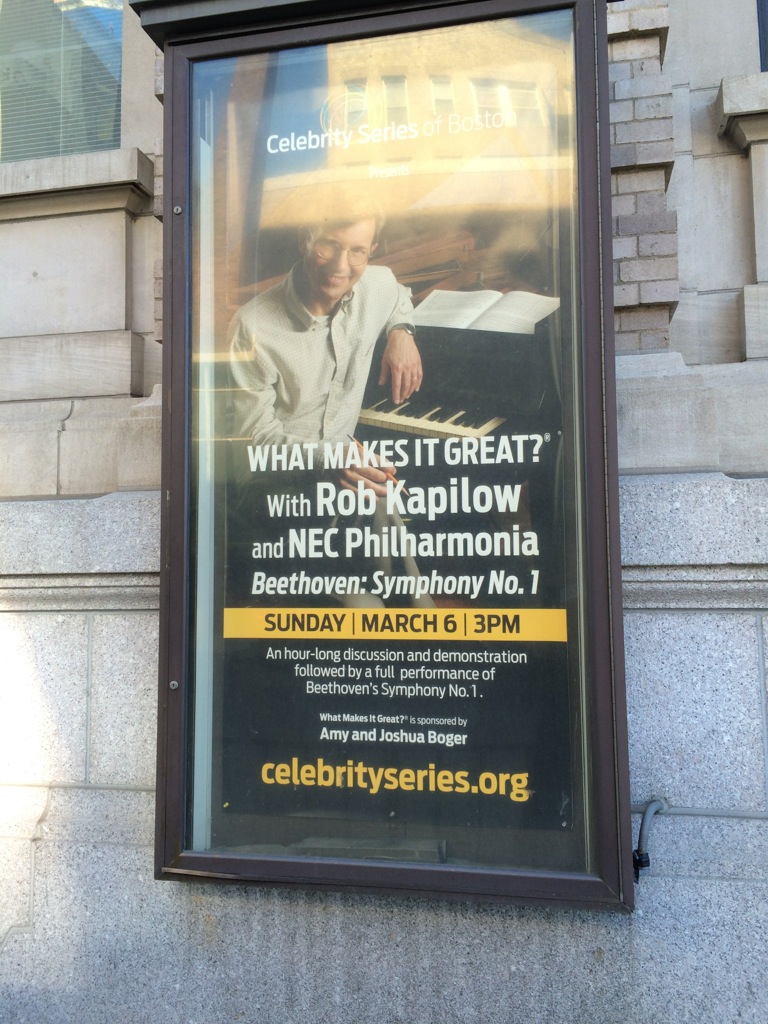 Celebrity Series of Boston
Presents
WHAT MAKES IT GREAT?®
With Rob Kapilow
and NEC Philharmonia
Beethoven: Symphony No. 1
SUNDAY | MARCH 6 | 3PM
An hour-long discussion and demonstration
followed by a full performance of
Beethoven's Symphony No.1.
What Makes It Great?® is sponsored by
Amy and Joshua Boger
celebrityseries.org